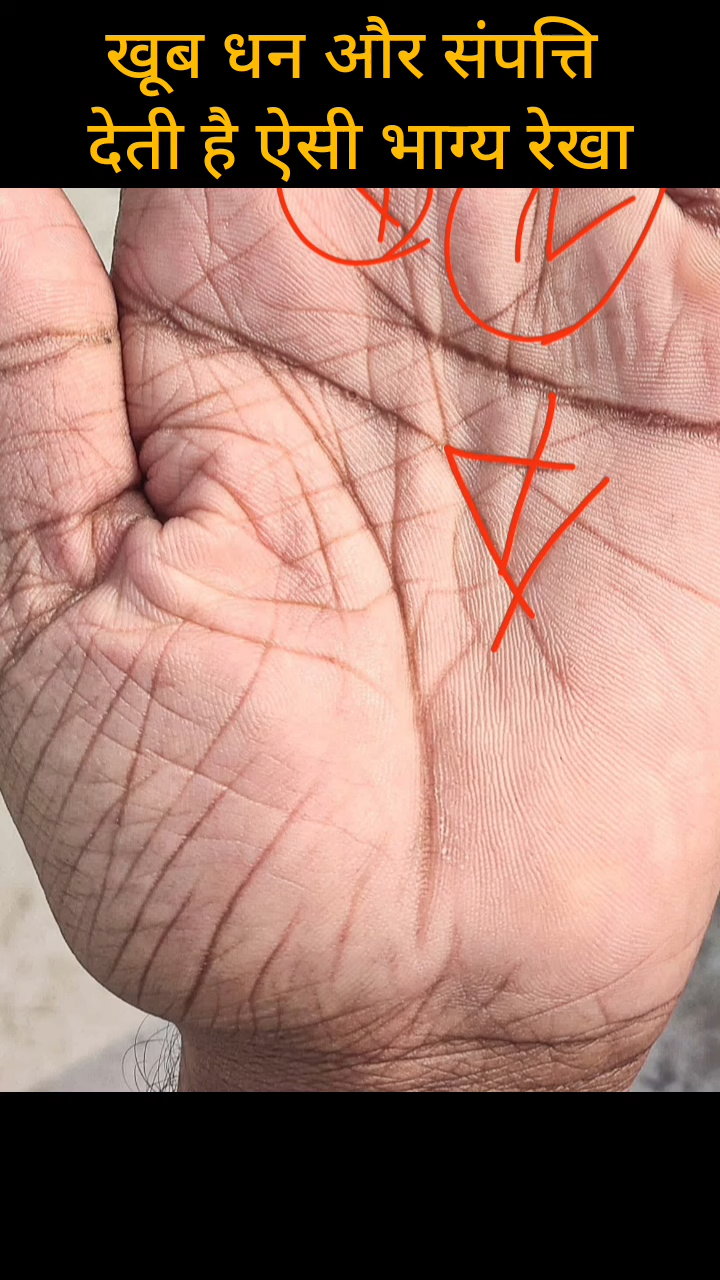 खूब धन और संपत्ति
देती है ऐसी भाग्य रेखा